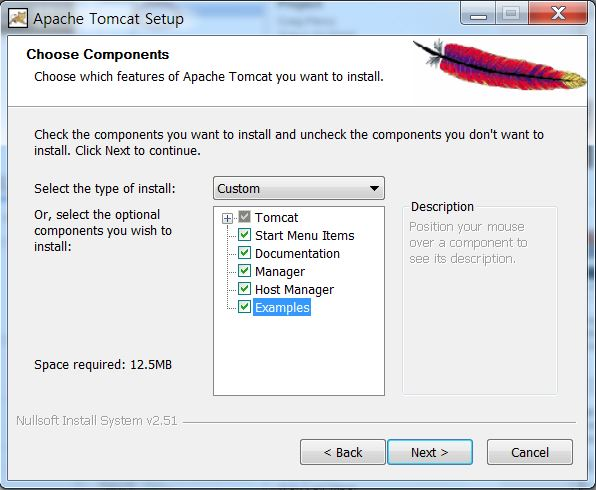 Apache Tomcat Setup
Choose Components
Choose which features of Apache Tomcat you want to install.
Check the components you want to install and uncheck the components you don't want to
install. Click Next to continue.
Select the type of install:
Custom
Or, select the optional
components you wish to
install:
Tomcat
Start Menu Items
Documentation
Manager
Host Manager
Examples
Description
Position your mouse
over a component to
see its description.
Space required: 12.5MB
Nullsoft Install System v2.51
< Back
Next >
Cancel